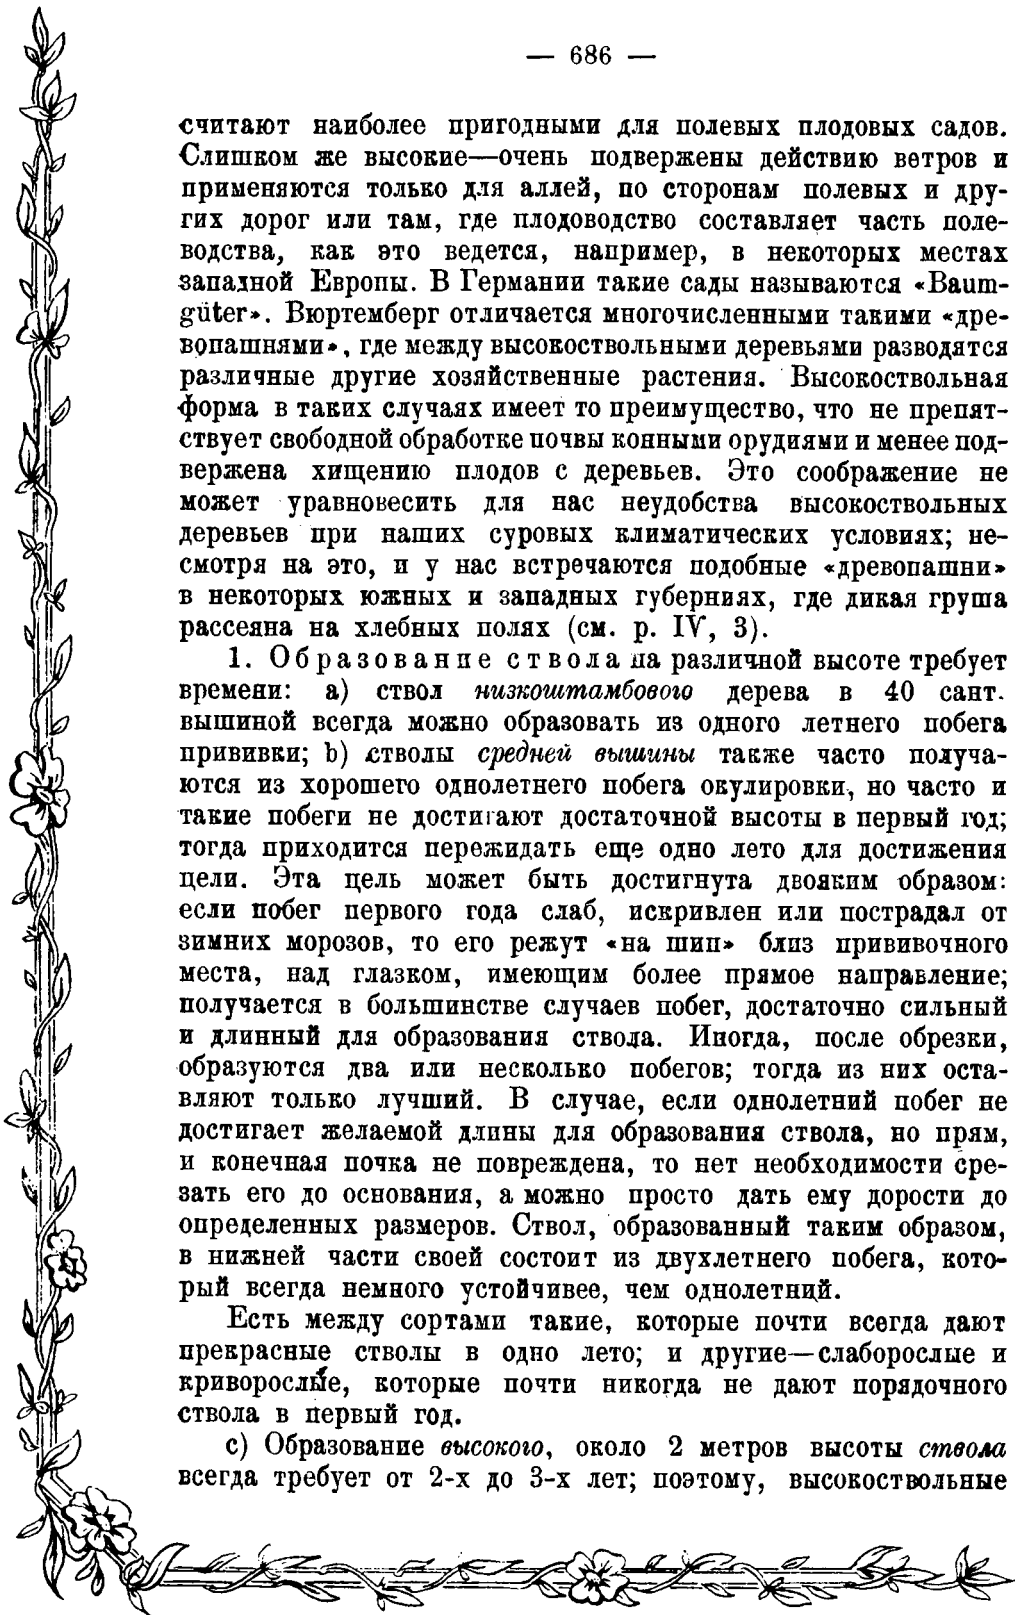 — 686 —
считают наиболее пригодными для полевых плодовых садов.
Слишком же высокие—очень подвержены действию ветров и
применяются только для аллей, по сторонам полевых и дру-
гих дорог или там, где плодоводство составляет часть поле-
водства, как это ведется, например, в некоторых местах
западной Европы. В Германии такие сады называются «Baum-
güter». Вюртемберг отличается многочисленными такими «дре-
вопашнями», где между высокоствольными деревьями разводятся
различные другие хозяйственные растения. Высокоствольная
форма в таких случаях имеет то преимущество, что не препят-
ствует свободной обработке почвы конными орудиями и менее под-
вержена хищению плодов с деревьев. Это соображение не
может уравновесить для нас неудобства высокоствольных
деревьев при наших суровых климатических условиях; не-
смотря на это, и у нас встречаются подобные «древопашни»
в некоторых южных и западных губерниях, где дикая груша
рассеяна на хлебных полях (см. р. IV, 3).
1. Образование ствола на различной высоте требует
времени: а) ствол низкоштамбового дерева в 40 сант.
вышиной всегда можно образовать из одного летнего побега
прививки; b) стволы средней вышины также часто получа-
ются из хорошего однолетнего побега окулировки, но часто и
такие побеги не достигают достаточной высоты в первый год;
тогда приходится пережидать еще одно лето для достижения
цели. Эта цель может быть достигнута двояким образом:
если побег первого года слаб, искривлен или пострадал от
зимних морозов, то его режут «на шип» близ прививочного
места, над глазком, имеющим более прямое направление;
получается в большинстве случаев побег, достаточно сильный
и длинный для образования ствола. Иногда, после обрезки,
образуются два или несколько побегов; тогда из них оста-
вляют только лучший. В случае, если однолетний побег не
достигает желаемой длины для образования ствола, но прям,
и конечная почка не повреждена, то нет необходимости сре-
зать его до основания, а можно просто дать ему дорости до
определенных размеров. Ствол, образованный таким образом,
в нижней части своей состоит из двухлетнего побега, кото-
рый всегда немного устойчивее, чем однолетний.
Есть между сортами такие, которые почти всегда дают
прекрасные стволы в одно лето; и другие—слаборослые и
криворослые, которые почти никогда не дают порядочного
ствола в первый год.
с) Образование высокого, около 2 метров высоты ствола
всегда требует от 2-х до 3-х лет; поэтому, высокоствольные